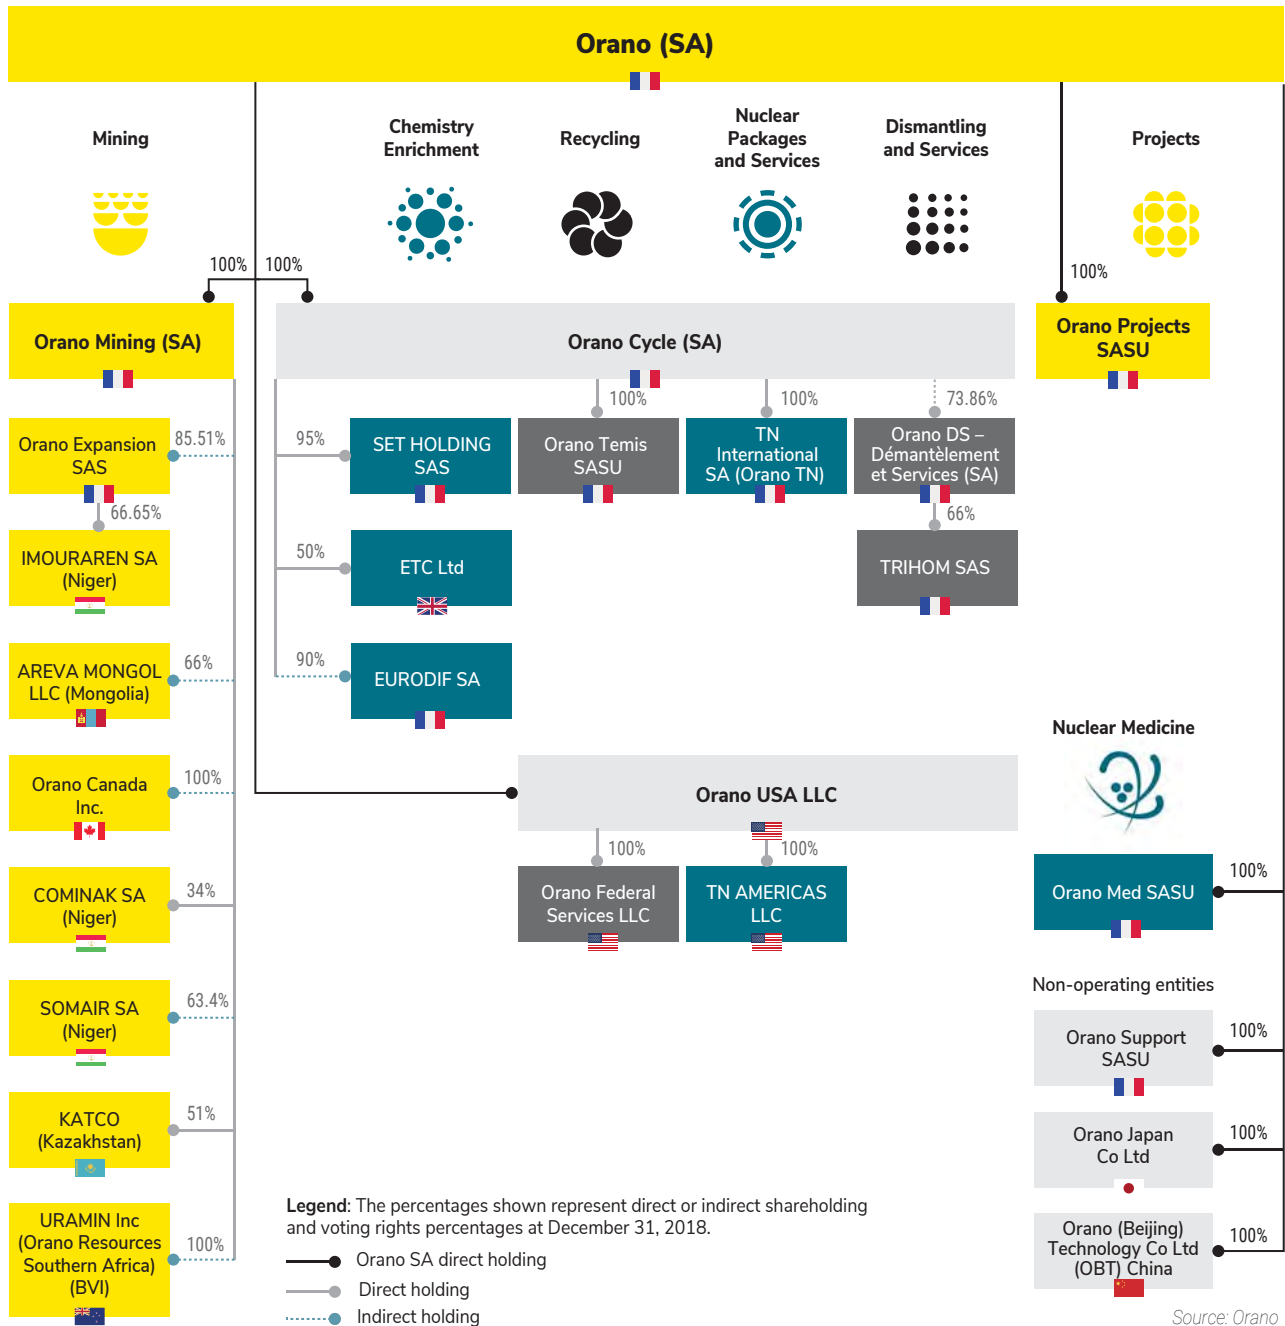 Orano (SA)
Mining
Chemistry
Enrichment
Recycling
Nuclear
Packages
and Services
Dismantling
and Services
Projects
100%
100%
100%
Orano Mining (SA)
Orano Cycle (SA)
Orano Projects
SASU
Orano Expansion
SAS
85.51%
66.65%
IMOURAREN SA
(Niger)
AREVA MONGOL
LLC (Mongolia)
66%
Orano Canada
Inc.
100%
COMINAK SA
(Niger)
34%
SOMAIR SA
(Niger)
63.4%
KATCO
(Kazakhstan)
51%
URAMIN Inc
(Orano Resources
Southern Africa)
(BVI)
100%
95%
SET HOLDING
SAS
50%
ETC Ltd
90%
EURODIF SA
100%
Orano Temis
SASU
100%
TN
International
SA (Orano TN)
73.86%
Orano DS –
Démantèlement
et Services (SA)
66%
TRIHOM SAS
Orano USA LLC
100%
Orano Federal
Services LLC
100%
TN AMERICAS
LLC
Nuclear Medicine
Orano Med SASU
100%
Non-operating entities
Orano Support
SASU
100%
Orano Japan
Co Ltd
100%
Orano (Beijing)
Technology Co Ltd
(OBT) China
100%
Legend: The percentages shown represent direct or indirect shareholding
and voting rights percentages at December 31, 2018.
Orano SA direct holding
Direct holding
Indirect holding
Source: Orano